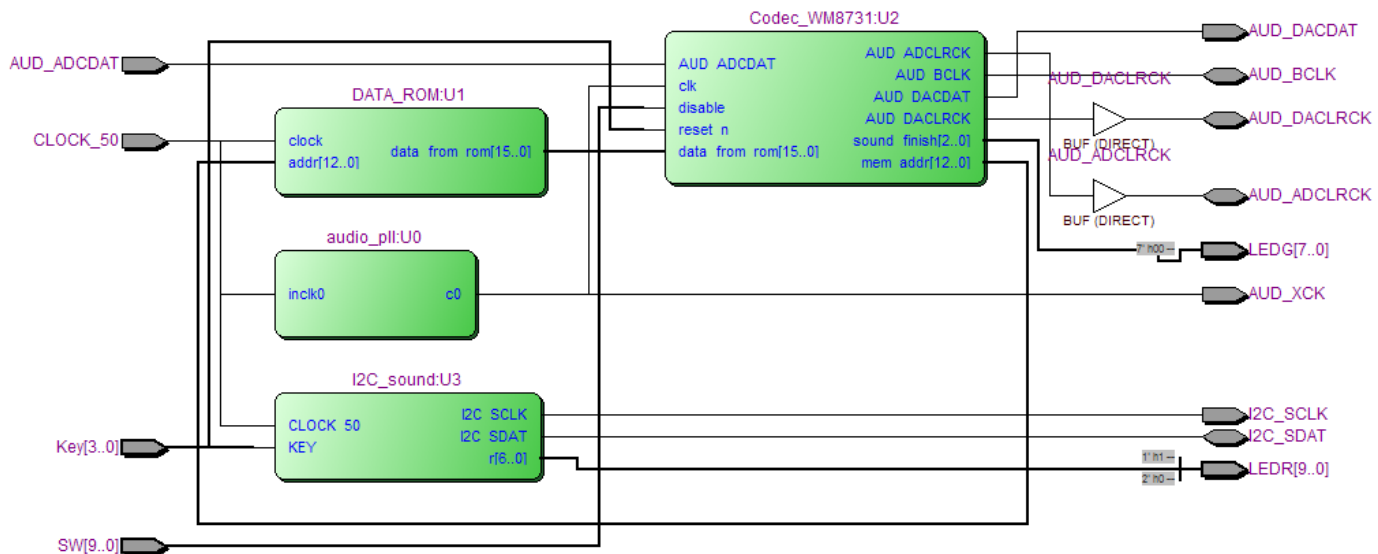 Codec_WM8731:U2
AUD_ADCDAT
AUD ADCDAT
clk
disable
reset n
data from rom[15..0]
AUD ADCLRCK
AUD BCLK
AUD DACDAT
AUD DACLRCK
sound finish[2..0]
mem addr[12..0]
AUD_DACDAT
AUD_BCLK
AUD_DACLRCK
AUD_DACLRCK
BUF (DIRECT)
AUD_ADCLRCK
AUD_ADCLRCK
BUF (DIRECT)
DATA_ROM:U1
CLOCK_50
clock
addr[12..0]
data from rom[15..0]
audio_pll:U0
inclk0
c0
7' h00 --
LEDG[7..0]
AUD_XCK
I2C_sound:U3
Key[3..0]
CLOCK 50
KEY
I2C SCLK
I2C SDAT
r[6..0]
I2C_SCLK
I2C_SDAT
1' h1 --
2' h0 --
LEDR[9..0]
SW[9..0]